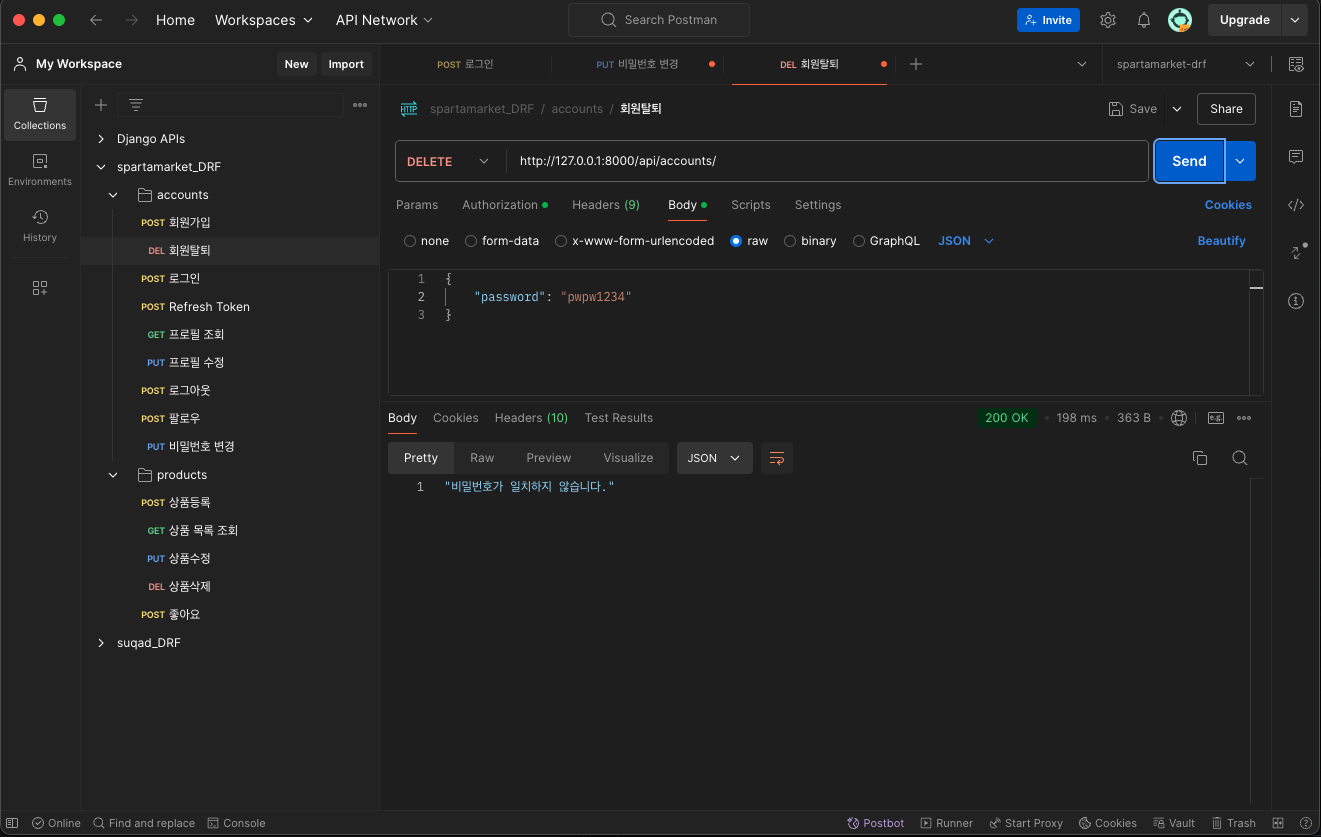 Home Workspaces API Network Search Postman Invite Upgrade
My Workspace New Import POST 로그인 PUT 비밀번호 변경 DEL 회원탈퇴 spartamarket-drf
spartamarket_DRF / accounts / 회원탈퇴 Save Share
Collections
Environments
History
Django APIs
spartamarket_DRF
accounts
POST 회원가입
DEL 회원탈퇴
POST 로그인
POST Refresh Token
GET 프로필 조회
PUT 프로필 수정
POST 로그아웃
POST 팔로우
PUT 비밀번호 변경
products
POST 상품등록
GET 상품 목록 조회
PUT 상품수정
DEL 상품삭제
POST 좋아요
suqad_DRF
DELETE http://127.0.0.1:8000/api/accounts/ Send
Params Authorization Headers (9) Body Scripts Settings Cookies
none form-data x-www-form-urlencoded raw binary GraphQL JSON Beautify
1 {
2 "password": "pwpw1234"
3 }
Body Cookies Headers (10) Test Results 200 OK 198 ms 363 B e.g.
Pretty Raw Preview Visualize JSON
1 "비밀번호가 일치하지 않습니다."
Online Find and replace Console Postbot Runner Start Proxy Cookies Vault Trash